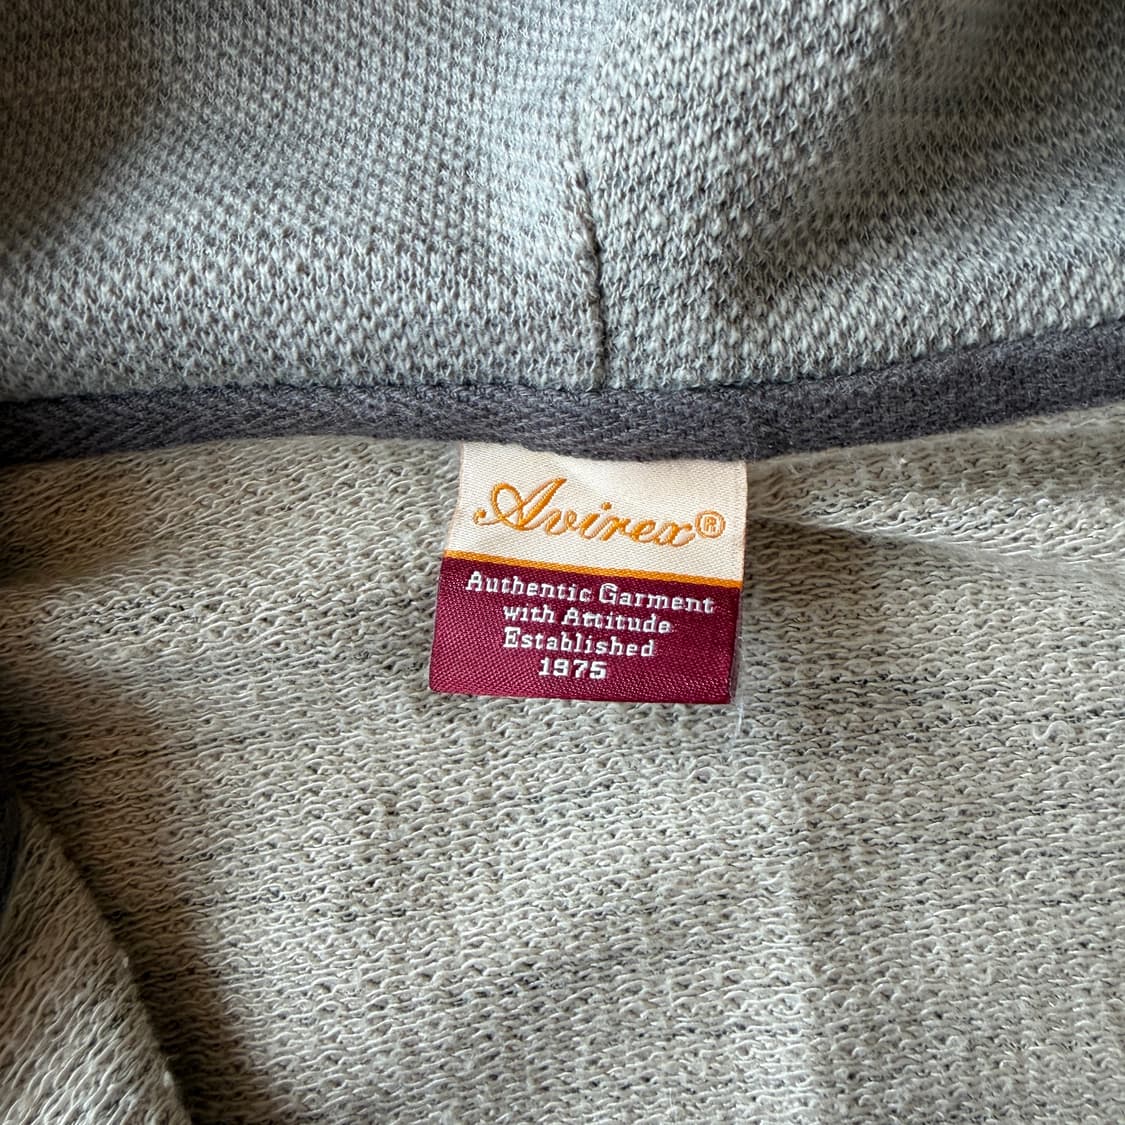 Avirex®
Authentic Garment
with Attitude
Established
1975